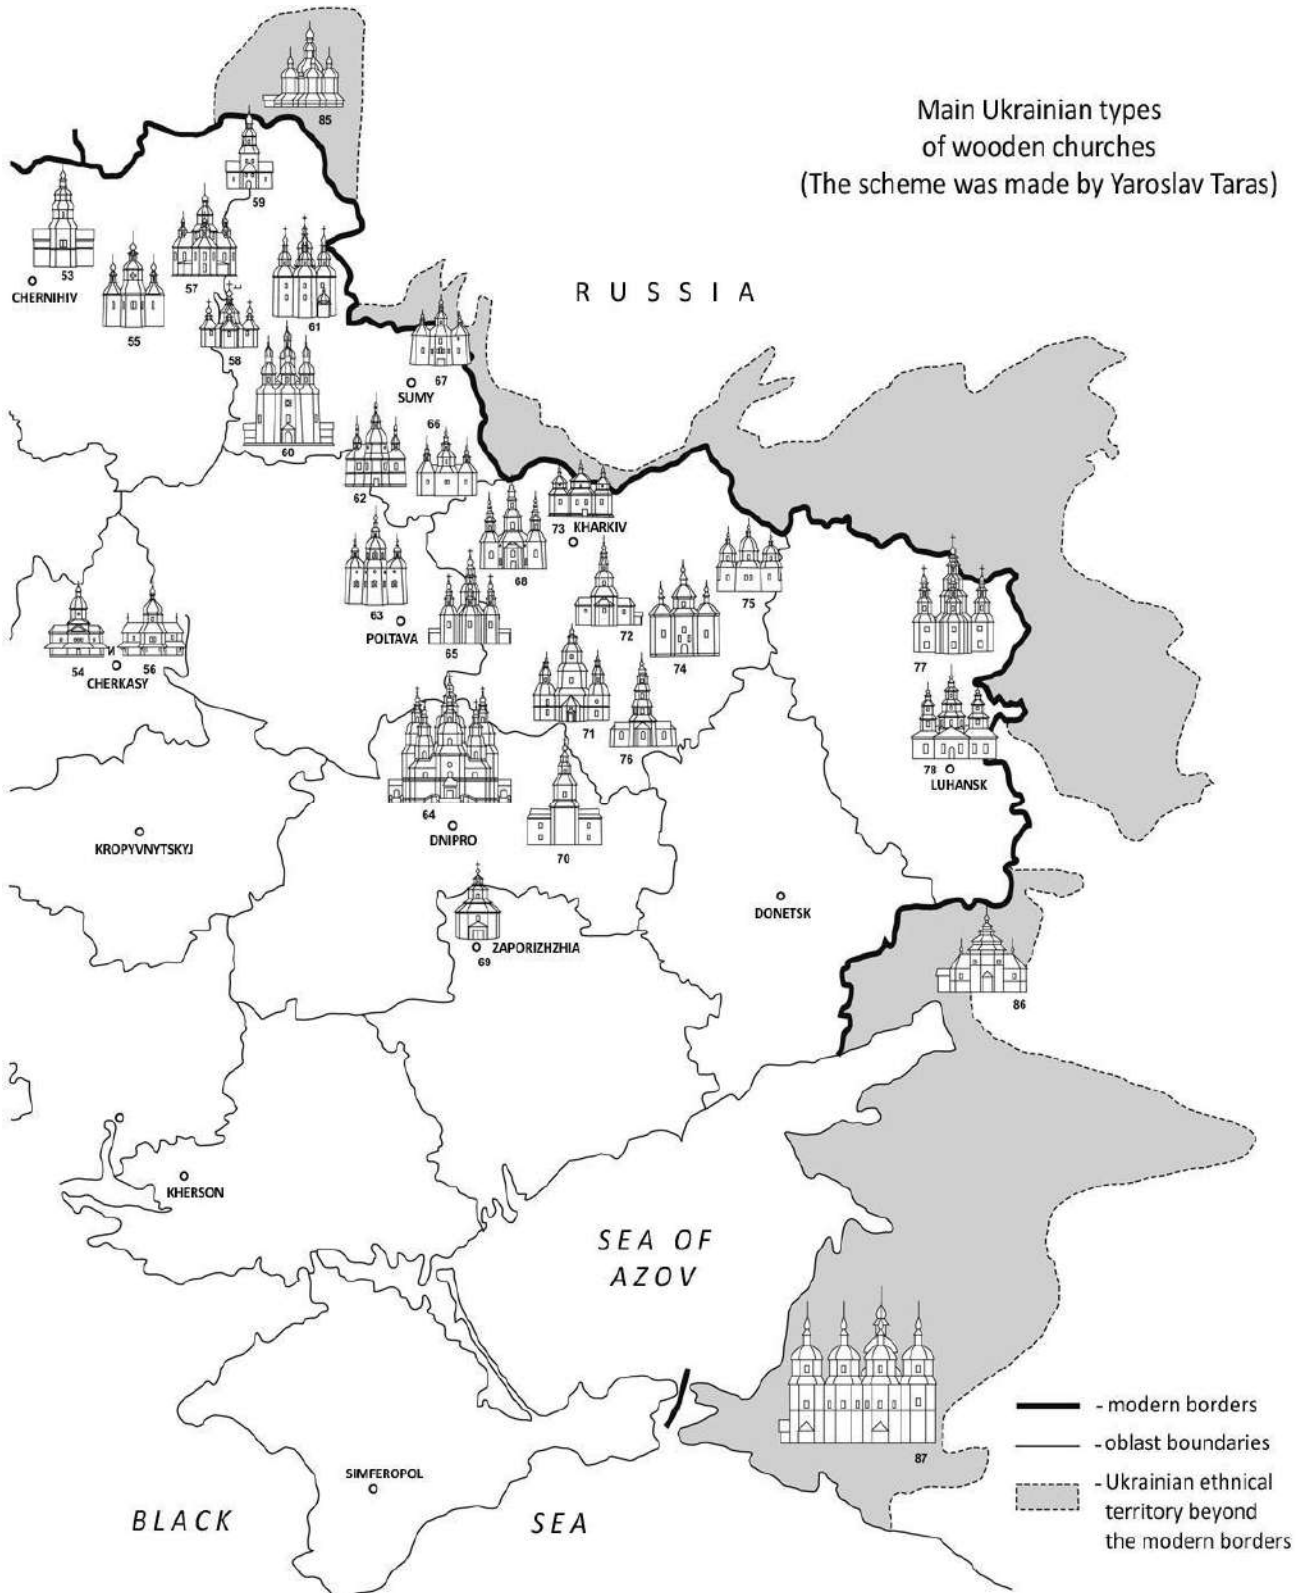 85
Main Ukrainian types
of wooden churches
(The scheme was made by Yaroslav Taras)
59
53
CHERNIHIV
57
RUSSIA
55
58
61
67
SUMY
66
60
62
73 KHARKIV
68
75
63
POLTAVA
65
72
74
54
И
56
CHERKASY
77
71
76
78
LUHANSK
64
DNIPRO
KROPYVNYTSKYJ
70
DONETSK
ZAPORIZHZHIA
69
86
KHERSON
SEA OF
AZOV
- modern borders
- oblast boundaries
87
- Ukrainian ethnical
territory beyond
the modern borders
SIMFEROPOL
BLACK SEA